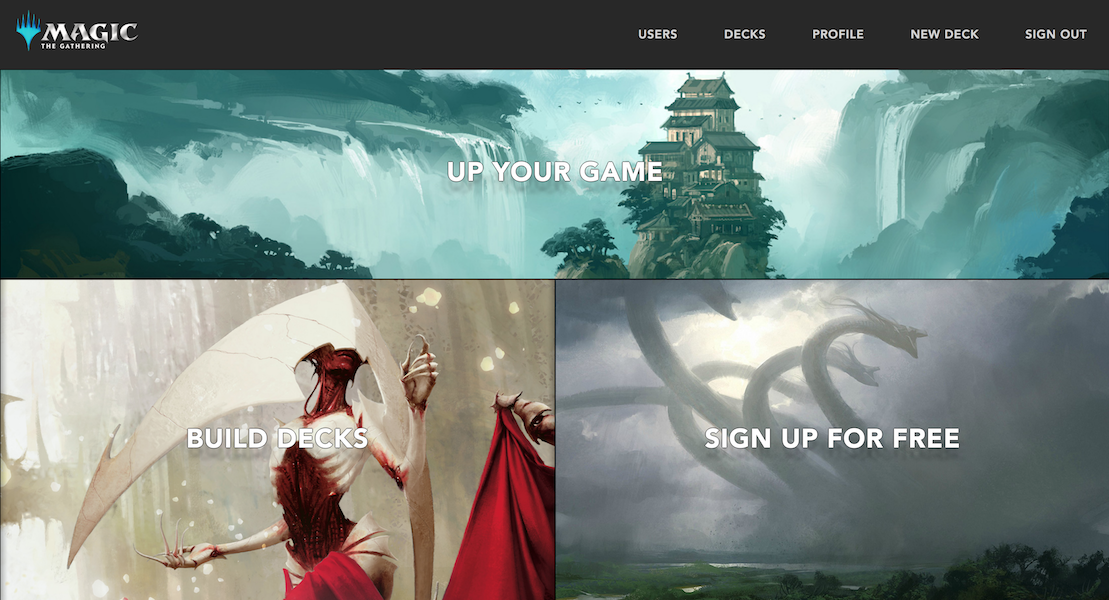 MAGIC
THE GATHERING
USERS DECKS PROFILE NEW DECK SIGN OUT
UP YOUR GAME
BUILD DECKS SIGN UP FOR FREE